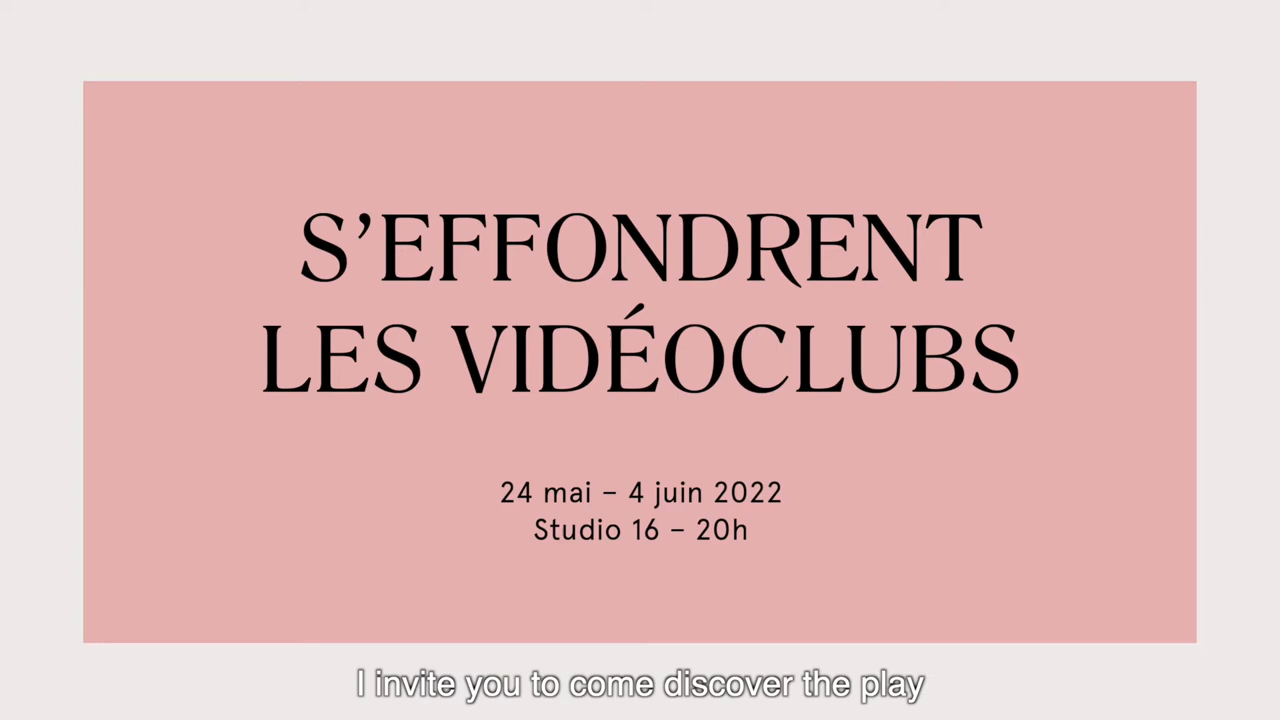 S’EFFONDRENT
LES VIDÉOCLUBS
24 mai – 4 juin 2022
Studio 16 – 20h
I invite you to come discover the play